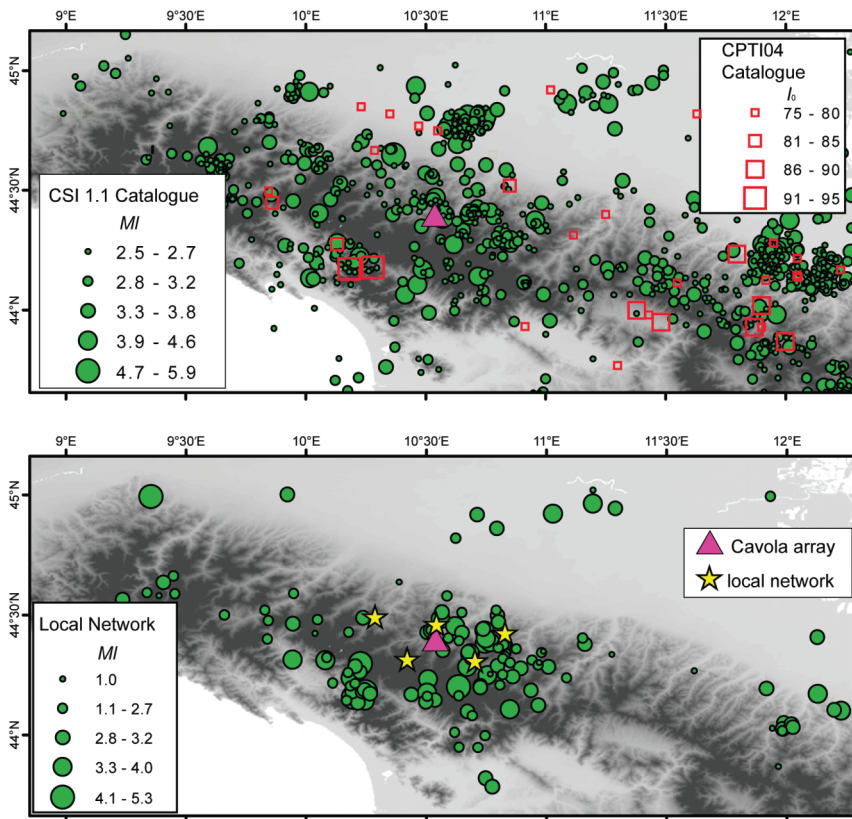 9°E 9°30'E 10°E 10°30'E 11°E 11°30'E 12°E
45°N
44°30'N
44°N
CPTI04
Catalogue
I₀
75 - 80
81 - 85
86 - 90
91 - 95
CSI 1.1 Catalogue
Ml
2.5 - 2.7
2.8 - 3.2
3.3 - 3.8
3.9 - 4.6
4.7 - 5.9
9°E 9°30'E 10°E 10°30'E 11°E 11°30'E 12°E
45°N
44°30'N
44°N
Cavola array
local network
Local Network
Ml
1.0
1.1 - 2.7
2.8 - 3.2
3.3 - 4.0
4.1 - 5.3